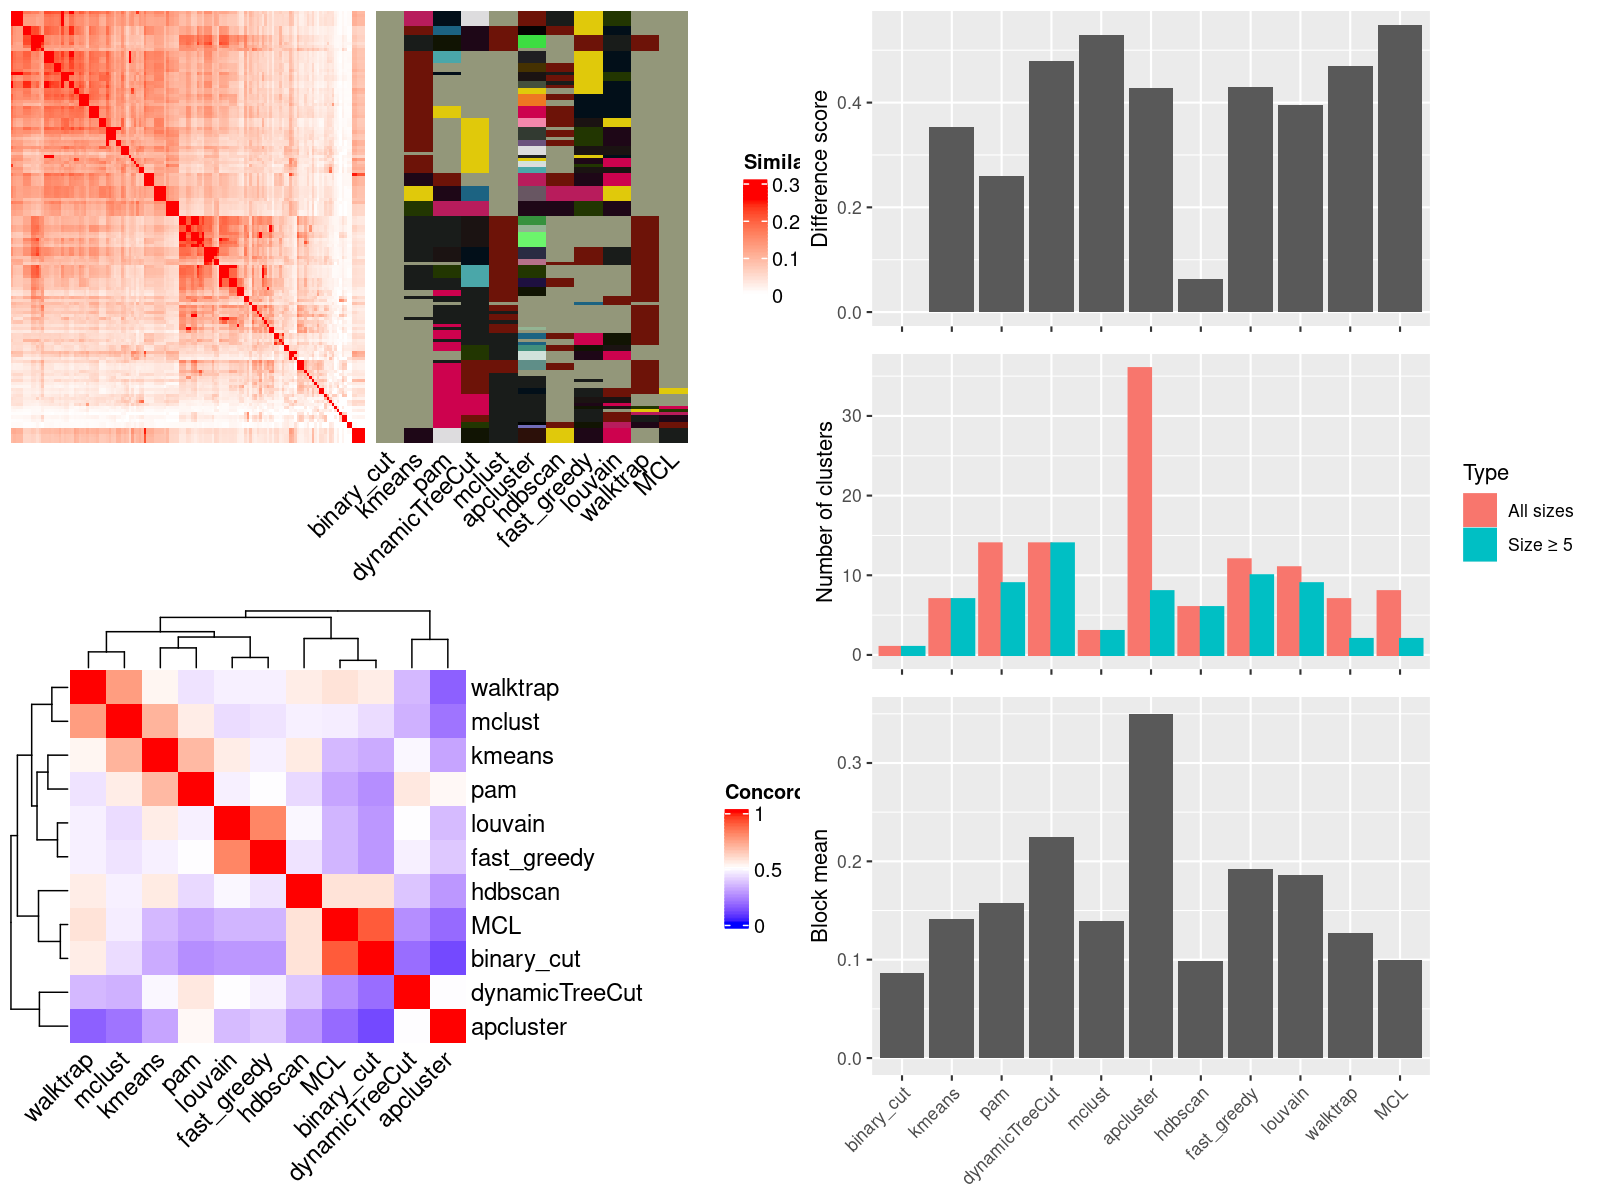 Simila
0.3
0.2
0.1
0
binary_cut
kmeans
pam
dynamicTreeCut
mclust
apcluster
hdbscan
fast_greedy
louvain
walktrap
MCL
walktrap
mclust
kmeans
pam
louvain
fast_greedy
hdbscan
MCL
binary_cut
dynamicTreeCut
apcluster
walktrap
mclust
kmeans
pam
louvain
fast_greedy
hdbscan
MCL
binary_cut
dynamicTreeCut
apcluster
Concord
1
0.5
0
Difference score
0.4
0.2
0.0
Number of clusters
30
20
10
0
Type
All sizes
Size ≥ 5
Block mean
0.3
0.2
0.1
0.0
binary_cut
kmeans
pam
dynamicTreeCut
mclust
apcluster
hdbscan
fast_greedy
louvain
walktrap
MCL